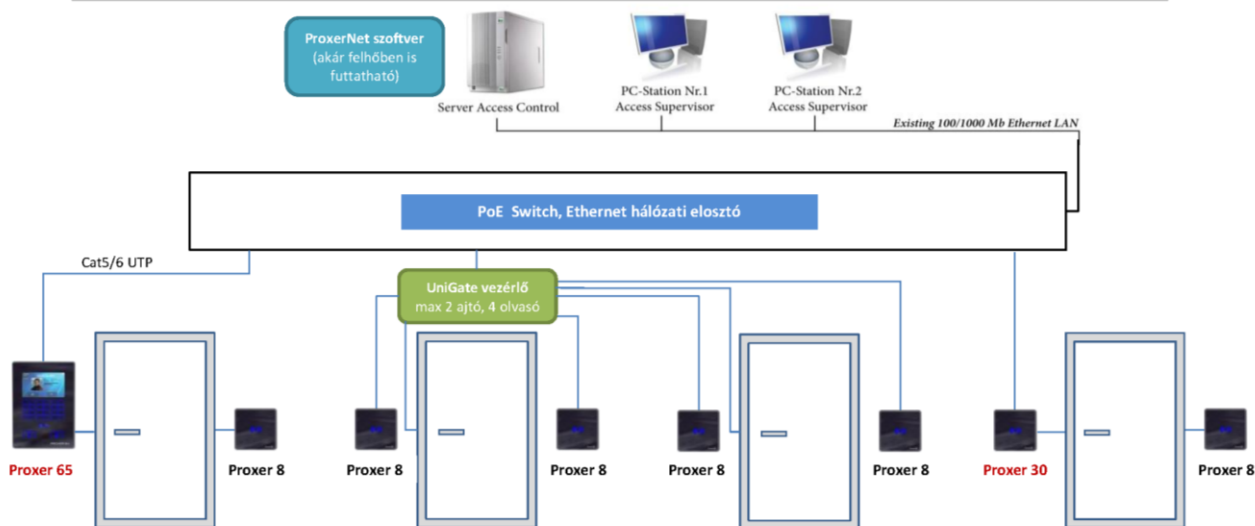 ProxerNet szoftver
(akár felhőben is
futtatható)
Server Access Control
PC-Station Nr.1
Access Supervisor
PC-Station Nr.2
Access Supervisor
Existing 100/1000 Mb Ethernet LAN
PoE Switch, Ethernet hálózati elosztó
Cat5/6 UTP
UniGate vezérlő
max 2 ajtó, 4 olvasó
Proxer 65
Proxer 8
Proxer 8
Proxer 8
Proxer 8
Proxer 8
Proxer 30
Proxer 8